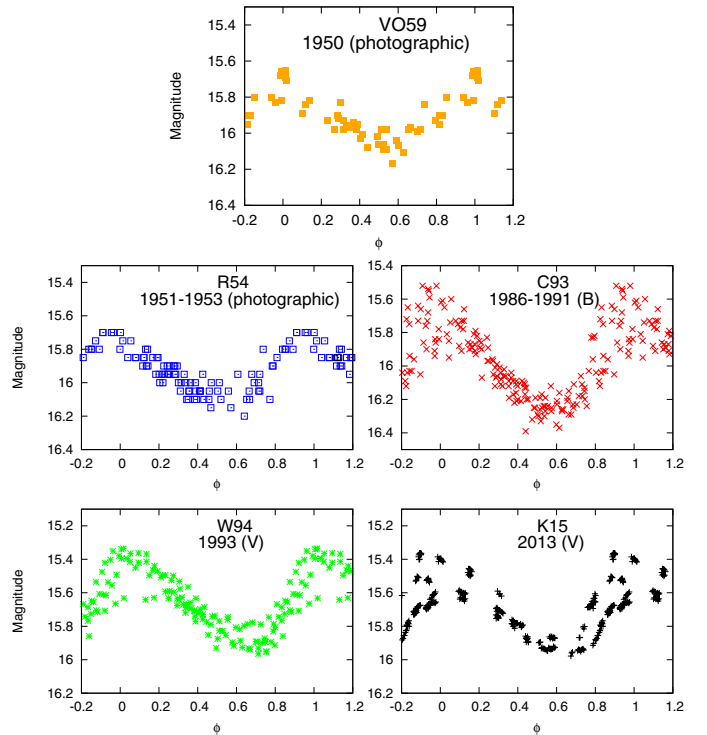 VO59
1950 (photographic)
Magnitude
15.4
15.6
15.8
16
16.2
16.4
-0.2 0 0.2 0.4 0.6 0.8 1 1.2
ϕ
R54
1951-1953 (photographic)
Magnitude
15.4
15.6
15.8
16
16.2
16.4
-0.2 0 0.2 0.4 0.6 0.8 1 1.2
ϕ
C93
1986-1991 (B)
15.4
15.6
15.8
16
16.2
16.4
-0.2 0 0.2 0.4 0.6 0.8 1 1.2
ϕ
W94
1993 (V)
Magnitude
15.2
15.4
15.6
15.8
16
16.2
-0.2 0 0.2 0.4 0.6 0.8 1 1.2
ϕ
K15
2013 (V)
15.2
15.4
15.6
15.8
16
16.2
-0.2 0 0.2 0.4 0.6 0.8 1 1.2
ϕ